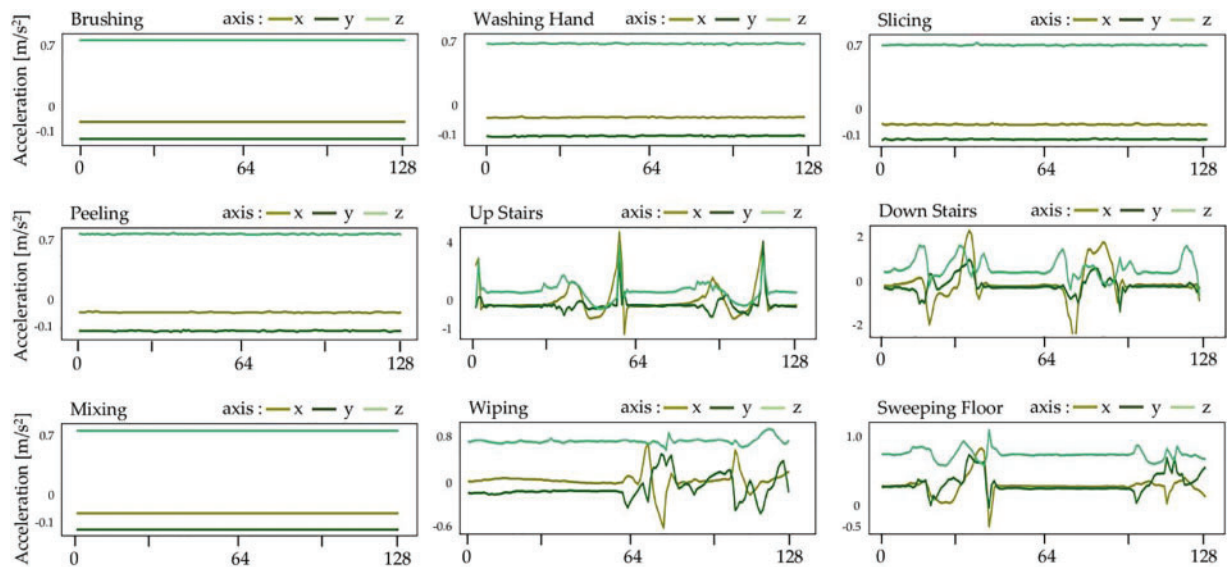 Brushing axis : x y z
Acceleration [m/s²]
0.7
0
-0.1
0 64 128
Washing Hand axis : x y z
0.7
0
-0.1
0 64 128
Slicing axis : x y z
0.7
0
-0.1
0 64 128
Peeling axis : x y z
Acceleration [m/s²]
0.7
0
-0.1
0 64 128
Up Stairs axis : x y z
4
0
-1
0 64 128
Down Stairs axis : x y z
2
0
-2
0 64 128
Mixing axis : x y z
Acceleration [m/s²]
0.7
0
-0.1
0 64 128
Wiping axis : x y z
0.8
0
-0.6
0 64 128
Sweeping Floor axis : x y z
1.0
0
-0.5
0 64 128